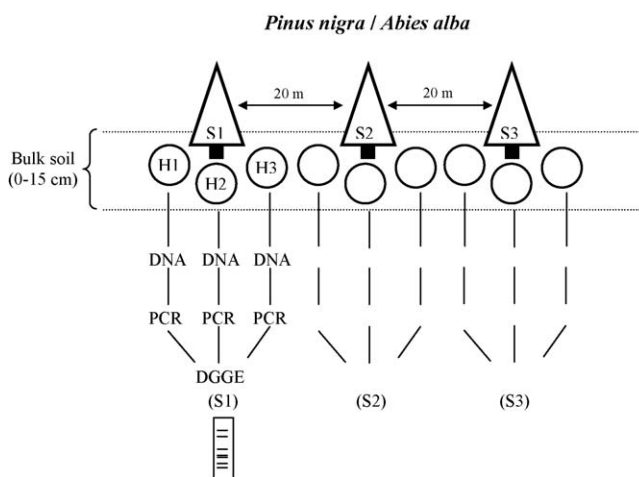 Pinus nigra / Abies alba
20 m 20 m
S1 S2 S3
Bulk soil
(0-15 cm)
H1 H2 H3
DNA DNA DNA
PCR PCR PCR
DGGE
(S1) (S2) (S3)